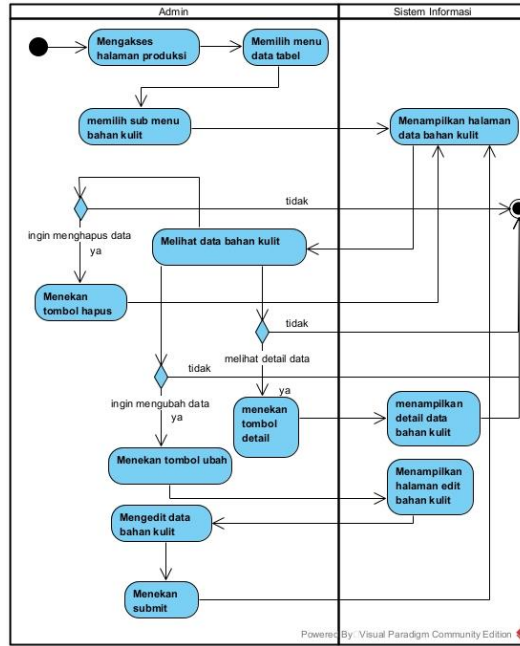 Admin
Sistem Informasi
Mengakses
halaman produksi
Memilih menu
data tabel
memilih sub menu
bahan kulit
Menampilkan halaman
data bahan kulit
tidak
ingin menghapus data
ya
Melihat data bahan kulit
Menekan
tombol hapus
tidak
melihat detail data
ya
tidak
ingin mengubah data
ya
menekan
tombol
detail
menampilkan
detail data
bahan kulit
Menekan tombol ubah
Menampilkan
halaman edit
bahan kulit
Mengedit data
bahan kulit
Menekan
submit
Powered By: Visual Paradigm Community Edition